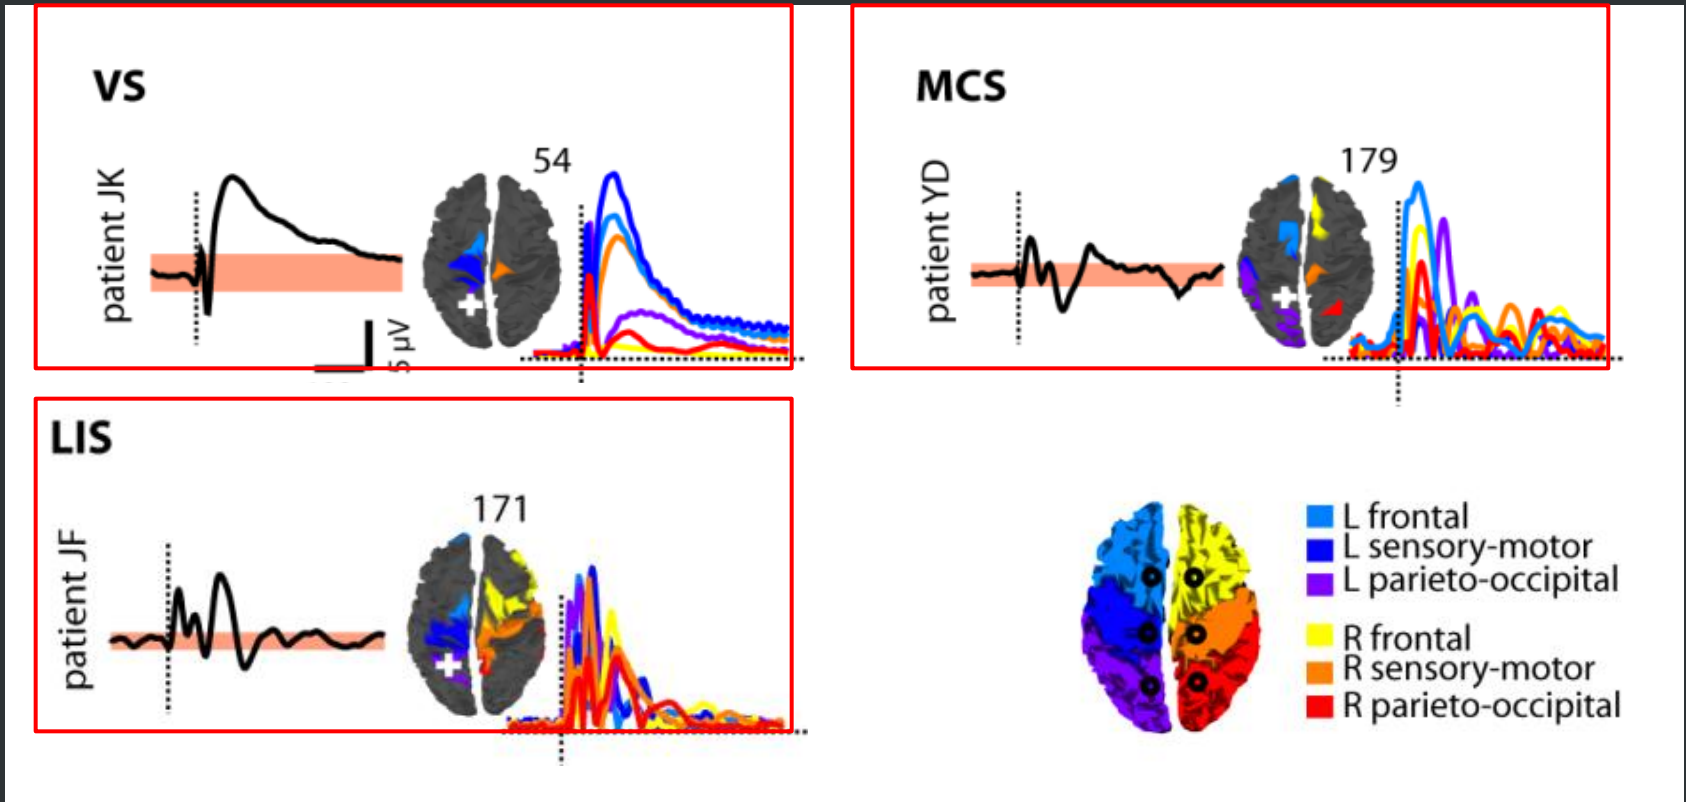 VS
patient JK
54
5 µV
MCS
patient YD
179
LIS
patient JF
171
L frontal
L sensory-motor
L parieto-occipital
R frontal
R sensory-motor
R parieto-occipital